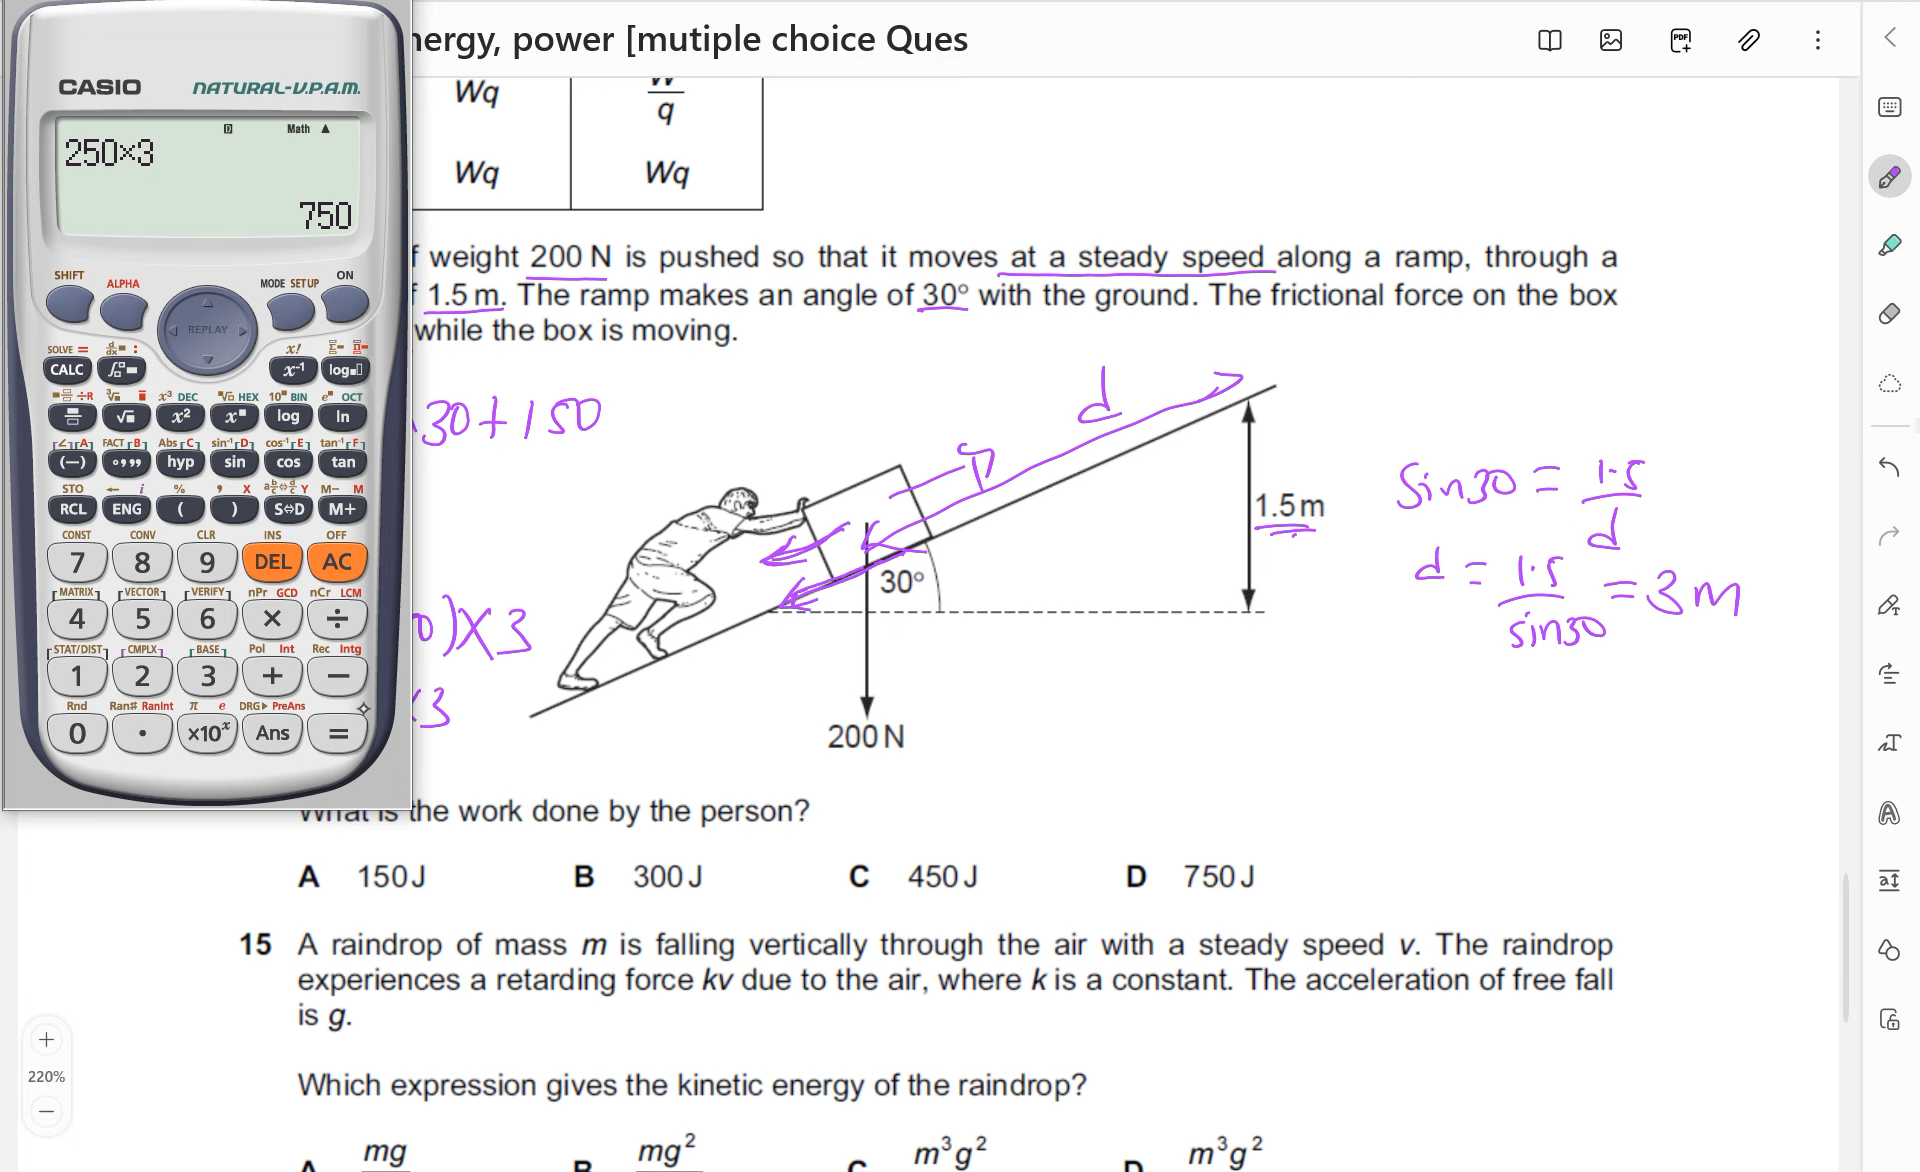 nergy, power [mutiple choice Ques
CASIO NATURAL-V.P.A.M.
D Math ▲
250×3
750
SHIFT ALPHA MODE SETUP ON
REPLAY
SOLVE = d/dx : x! Σ- Π-
CALC x⁻¹ log
÷R x³ DEC HEX 10■ BIN e■ OCT
x² x■ log ln
∠ [A] FACT [B] Abs [C] sin⁻¹ [D] cos⁻¹ [E] tan⁻¹ [F]
(−) hyp sin cos tan
STO ← i % , X M− M
RCL ENG ( ) S⇔D M+
CONST CONV CLR INS OFF
7 8 9 DEL AC
[MATRIX] [VECTOR] [VERIFY] nPr GCD nCr LCM
4 5 6 × ÷
[STAT/DIST] [CMPLX] [BASE] Pol Int Rec Intg
1 2 3 + −
Rnd Ran# RanInt π e DRG▶ PreAns
0 . ×10ˣ Ans =
Wq W/q
Wq Wq
f weight 200 N is pushed so that it moves at a steady speed along a ramp, through a
f 1.5 m. The ramp makes an angle of 30° with the ground. The frictional force on the box
while the box is moving.
30+150
d
1.5 m
30°
200 N
0)×3
×3
sin30 = 1.5/d
d = 1.5/sin30 = 3m
What is the work done by the person?
A 150 J B 300 J C 450 J D 750 J
15 A raindrop of mass m is falling vertically through the air with a steady speed v. The raindrop
experiences a retarding force kv due to the air, where k is a constant. The acceleration of free fall
is g.
Which expression gives the kinetic energy of the raindrop?
A mg B mg² C m³g² D m³g²
220%
PDF